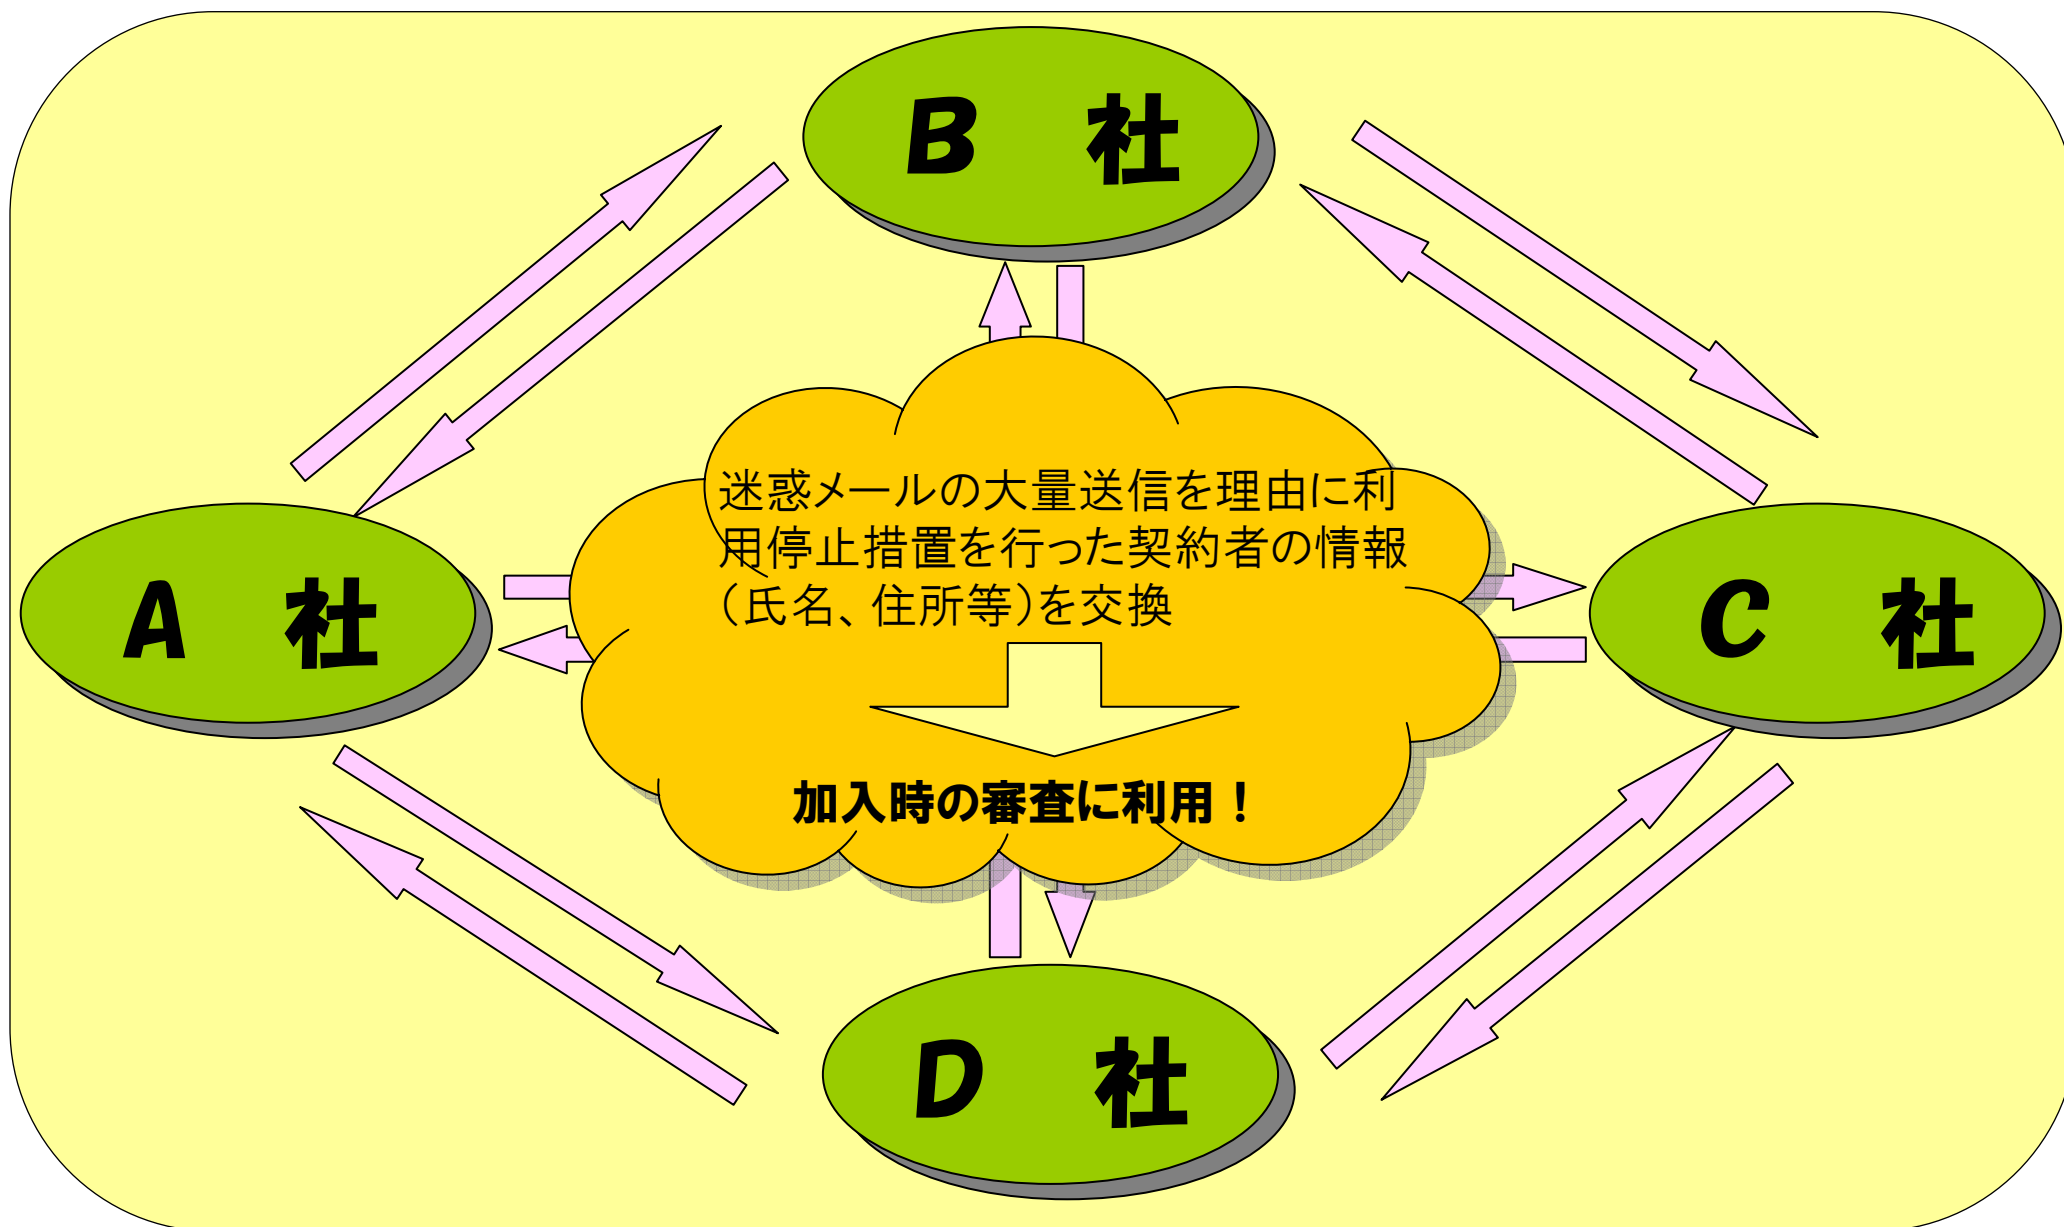 B 社
迷惑メールの大量送信を理由に利
用停止措置を行った契約者の情報
(氏名、住所等)を交換
A 社
C 社
加入時の審査に利用！
D 社